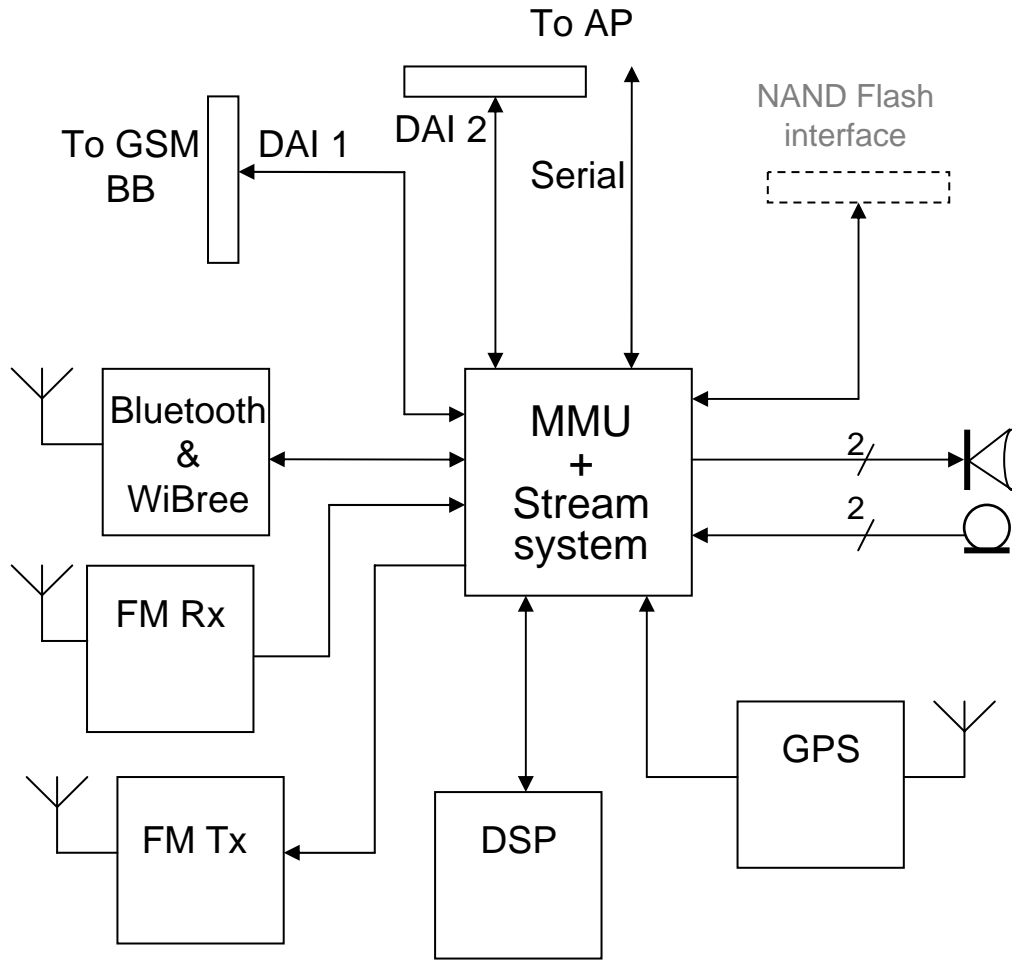 To AP
NAND Flash
interface
DAI 2
To GSM
BB
DAI 1
Serial
Bluetooth
&
WiBree
MMU
+
Stream
system
2
2
FM Rx
GPS
FM Tx
DSP